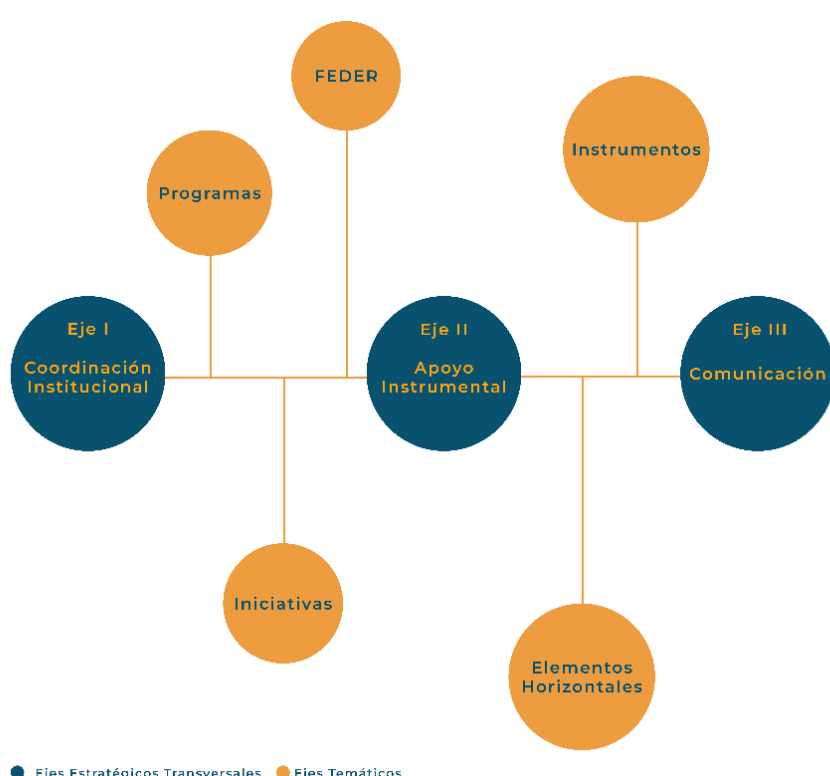 FEDER
Instrumentos
Programas
Eje I
Coordinación
Institucional
Eje II
Apoyo
Instrumental
Eje III
Comunicación
Iniciativas
Elementos
Horizontales
Ejes Estratégicos Transversales
Ejes Temáticos